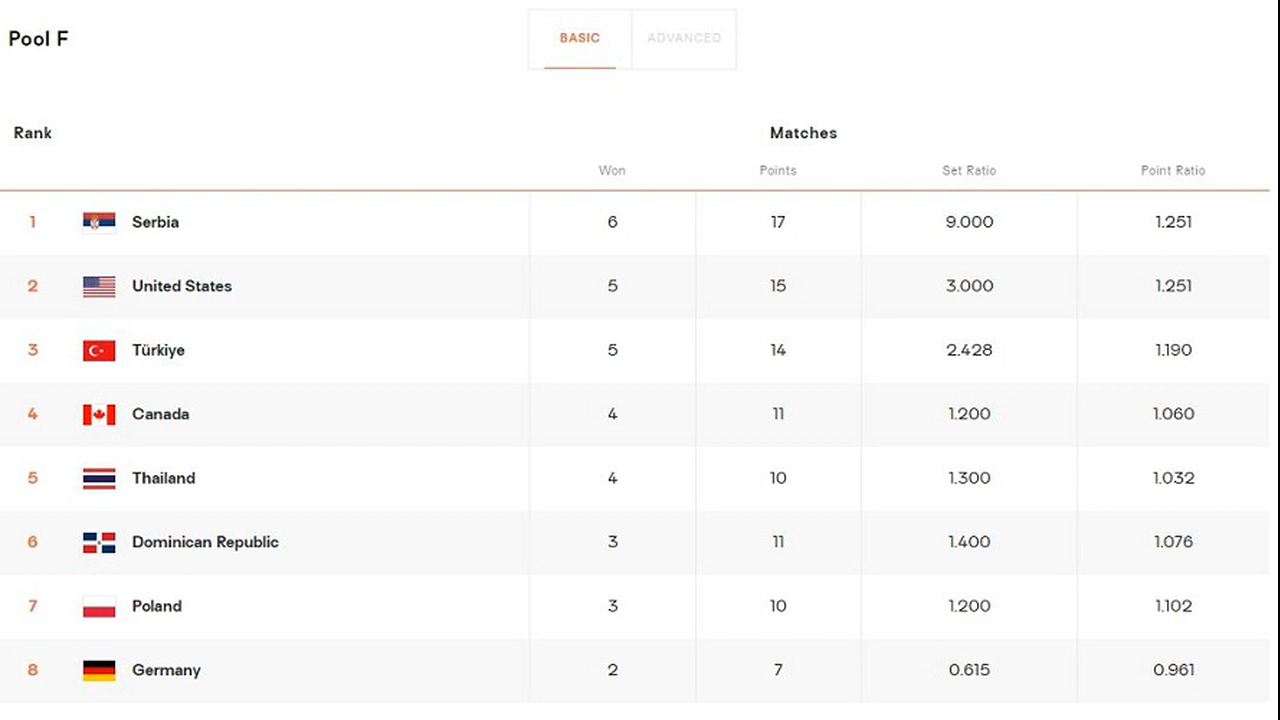 Pool F
BASIC
ADVANCED
Rank
Matches
Won Points Set Ratio Point Ratio
1 Serbia 6 17 9.000 1.251
2 United States 5 15 3.000 1.251
3 Türkiye 5 14 2.428 1.190
4 Canada 4 11 1.200 1.060
5 Thailand 4 10 1.300 1.032
6 Dominican Republic 3 11 1.400 1.076
7 Poland 3 10 1.200 1.102
8 Germany 2 7 0.615 0.961